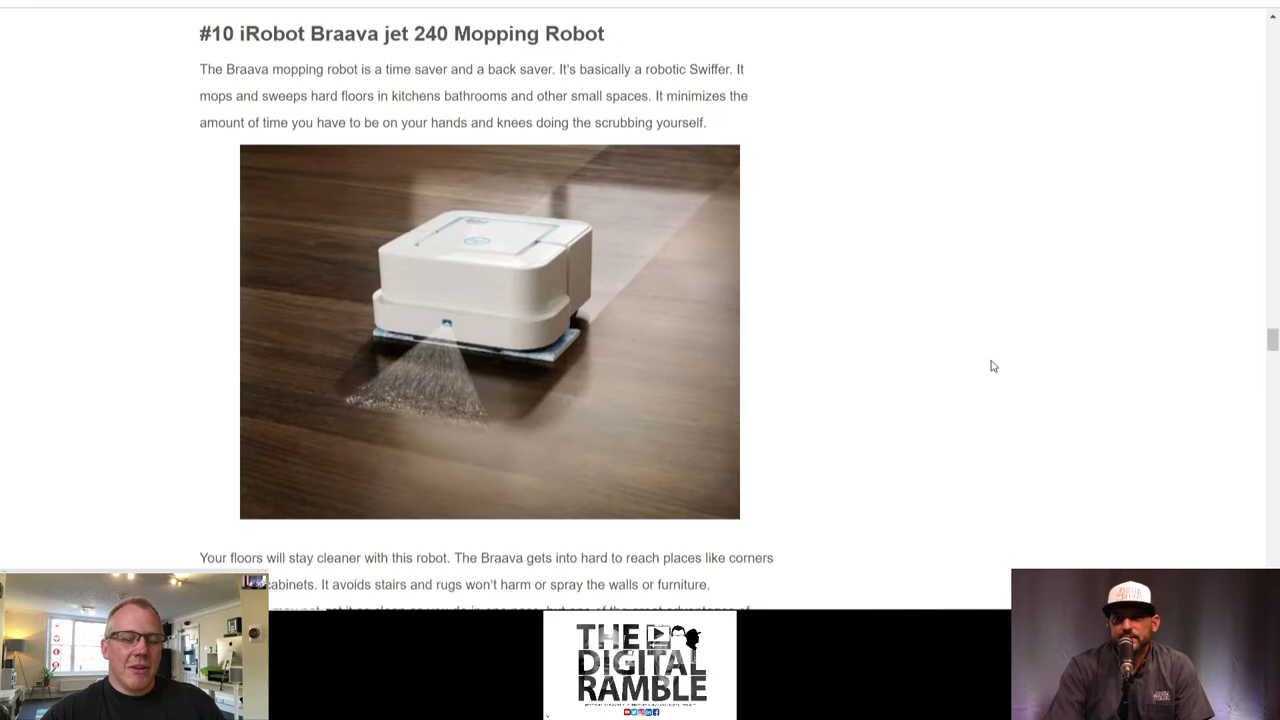 #10 iRobot Braava jet 240 Mopping Robot
The Braava mopping robot is a time saver and a back saver. It's basically a robotic Swiffer. It
mops and sweeps hard floors in kitchens bathrooms and other small spaces. It minimizes the
amount of time you have to be on your hands and knees doing the scrubbing yourself.
Your floors will stay cleaner with this robot. The Braava gets into hard to reach places like corners
cabinets. It avoids stairs and rugs won't harm or spray the walls or furniture.
THE
DIGITAL
RAMBLE